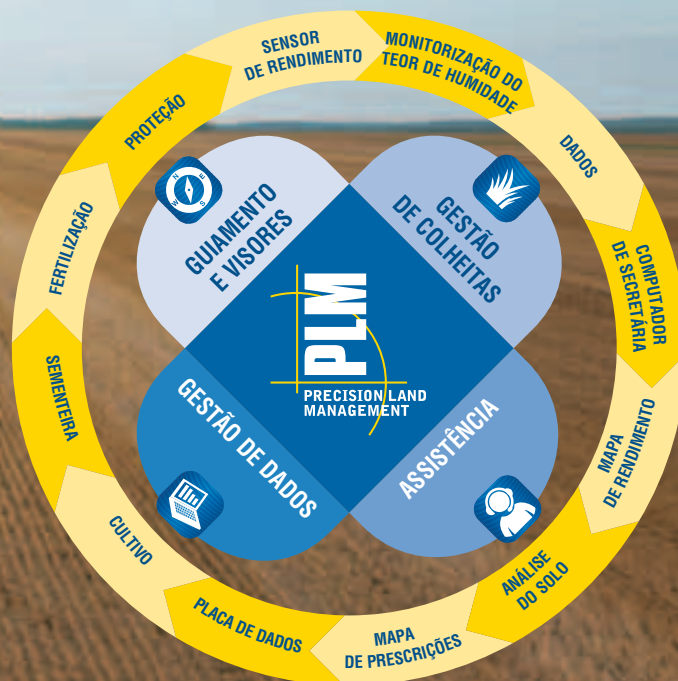 SENSOR
DE RENDIMENTO
MONITORIZAÇÃO DO
TEOR DE HUMIDADE
DADOS
COMPUTADOR
DE SECRETÁRIA
MAPA
DE RENDIMENTO
ANÁLISE
DO SOLO
MAPA
DE PRESCRIÇÕES
PLACA DE DADOS
CULTIVO
SEMENTEIRA
FERTILIZAÇÃO
PROTEÇÃO
N
E
S
W
GUIAMENTO
E VISORES
GESTÃO
DE COLHEITAS
PLM
PRECISION LAND
MANAGEMENT
GESTÃO DE DADOS
ASSISTÊNCIA